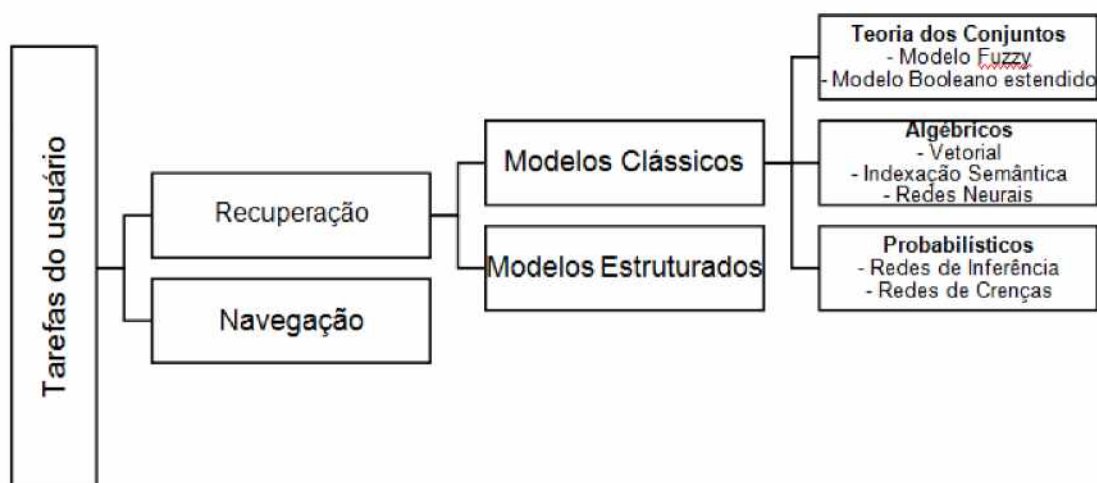 Tarefas do usuário
Recuperação
Navegação
Modelos Clássicos
Modelos Estruturados
Teoria dos Conjuntos
- Modelo Fuzzy
- Modelo Booleano estendido
Algébricos
- Vetorial
- Indexação Semântica
- Redes Neurais
Probabilísticos
- Redes de Inferência
- Redes de Crenças